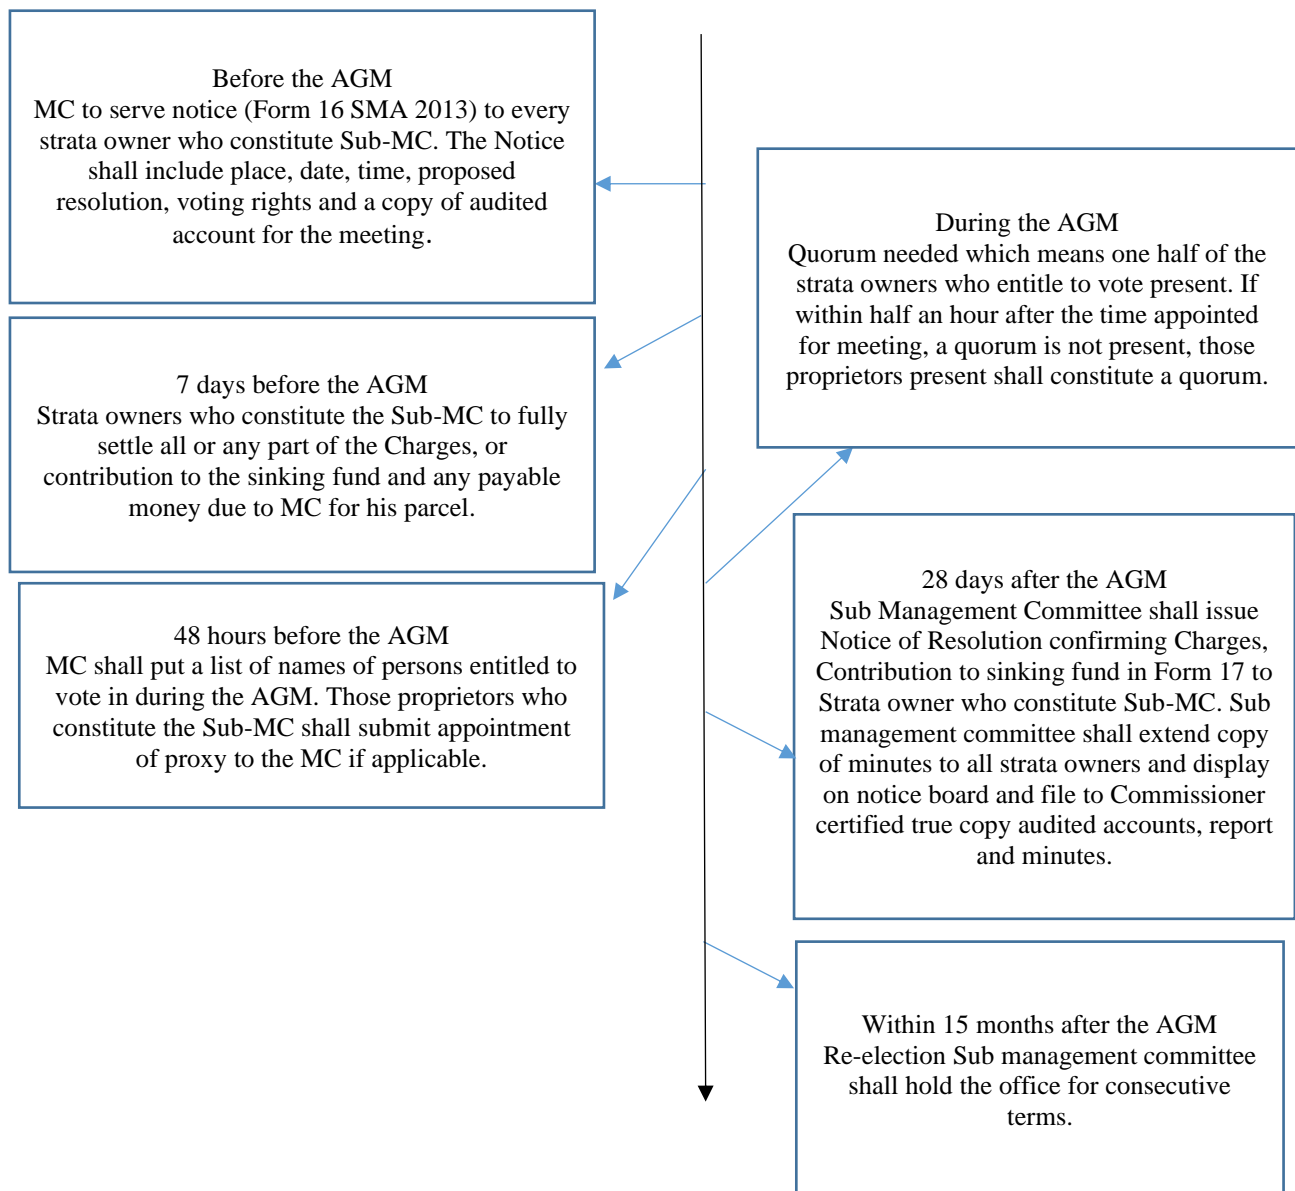 Before the AGM
MC to serve notice (Form 16 SMA 2013) to every
strata owner who constitute Sub-MC. The Notice
shall include place, date, time, proposed
resolution, voting rights and a copy of audited
account for the meeting.
7 days before the AGM
Strata owners who constitute the Sub-MC to fully
settle all or any part of the Charges, or
contribution to the sinking fund and any payable
money due to MC for his parcel.
48 hours before the AGM
MC shall put a list of names of persons entitled to
vote in during the AGM. Those proprietors who
constitute the Sub-MC shall submit appointment
of proxy to the MC if applicable.
During the AGM
Quorum needed which means one half of the
strata owners who entitle to vote present. If
within half an hour after the time appointed
for meeting, a quorum is not present, those
proprietors present shall constitute a quorum.
28 days after the AGM
Sub Management Committee shall issue
Notice of Resolution confirming Charges,
Contribution to sinking fund in Form 17 to
Strata owner who constitute Sub-MC. Sub
management committee shall extend copy
of minutes to all strata owners and display
on notice board and file to Commissioner
certified true copy audited accounts, report
and minutes.
Within 15 months after the AGM
Re-election Sub management committee
shall hold the office for consecutive
terms.